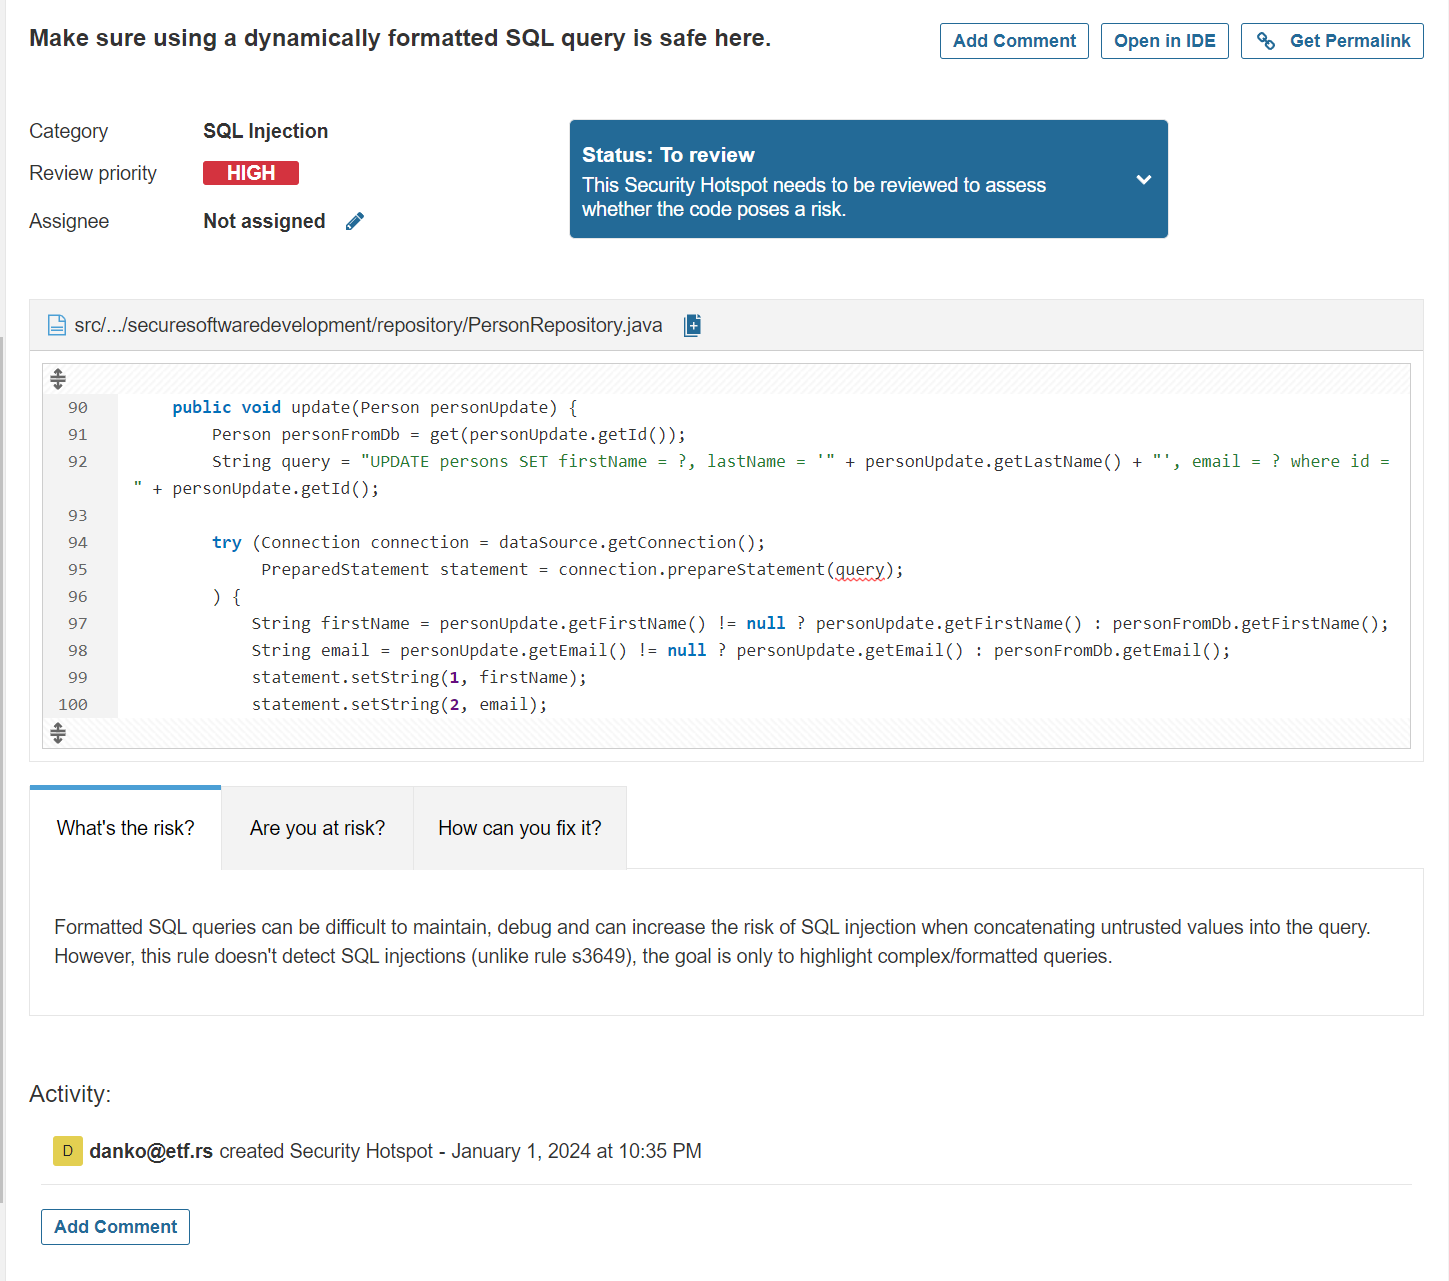 Make sure using a dynamically formatted SQL query is safe here.
Add Comment
Open in IDE
Get Permalink
Category SQL Injection
Review priority HIGH
Assignee Not assigned
Status: To review
This Security Hotspot needs to be reviewed to assess
whether the code poses a risk.
src/.../securesoftwaredevelopment/repository/PersonRepository.java
90 public void update(Person personUpdate) {
91 Person personFromDb = get(personUpdate.getId());
92 String query = "UPDATE persons SET firstName = ?, lastName = '" + personUpdate.getLastName() + "', email = ? where id =
" + personUpdate.getId();
93
94 try (Connection connection = dataSource.getConnection();
95 PreparedStatement statement = connection.prepareStatement(query);
96 ) {
97 String firstName = personUpdate.getFirstName() != null ? personUpdate.getFirstName() : personFromDb.getFirstName();
98 String email = personUpdate.getEmail() != null ? personUpdate.getEmail() : personFromDb.getEmail();
99 statement.setString(1, firstName);
100 statement.setString(2, email);
What's the risk?
Are you at risk?
How can you fix it?
Formatted SQL queries can be difficult to maintain, debug and can increase the risk of SQL injection when concatenating untrusted values into the query.
However, this rule doesn't detect SQL injections (unlike rule s3649), the goal is only to highlight complex/formatted queries.
Activity:
D danko@etf.rs created Security Hotspot - January 1, 2024 at 10:35 PM
Add Comment